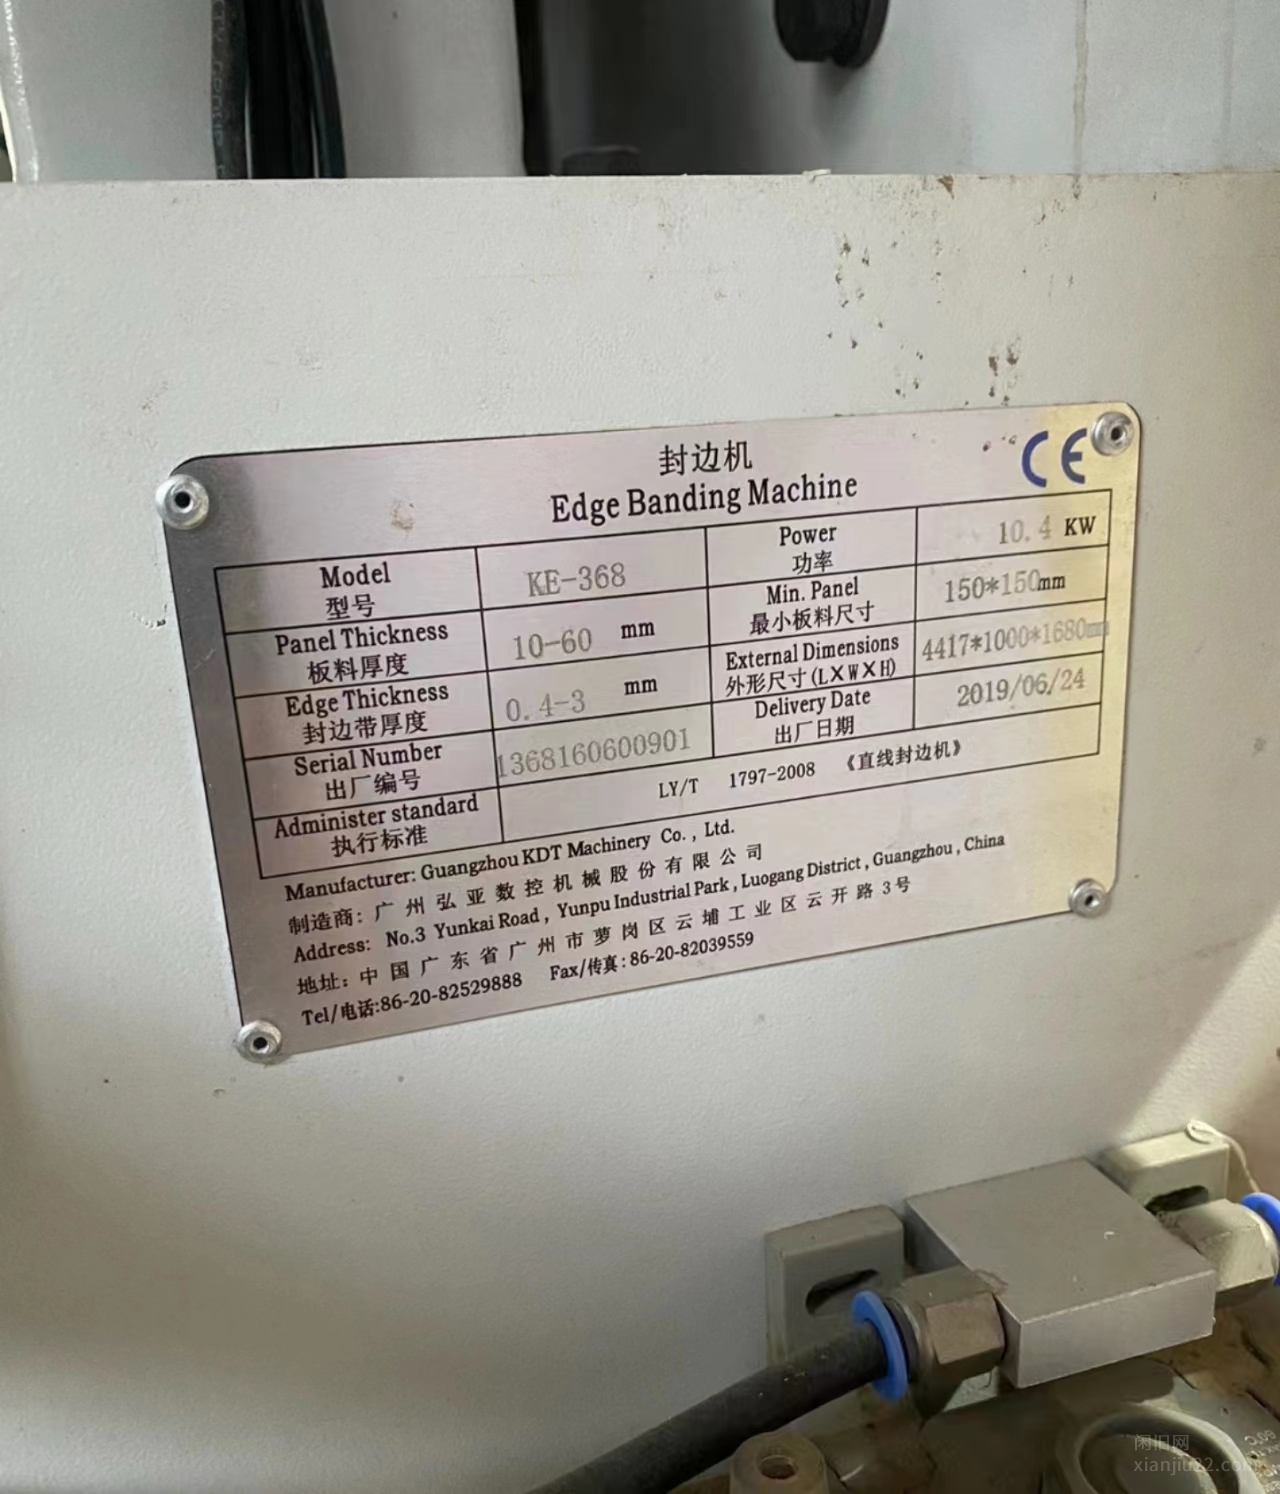 封边机
Edge Banding Machine
CE
Model
型号
KE-368
Power
功率
10.4 KW
Panel Thickness
板料厚度
10-60 mm
Min. Panel
最小板料尺寸
150*150mm
Edge Thickness
封边带厚度
0.4-3 mm
External Dimensions
外形尺寸(LXWXH)
4417*1000*1680mm
Serial Number
出厂编号
1368160600901
Delivery Date
出厂日期
2019/06/24
Administer standard
执行标准
LY/T 1797-2008 《直线封边机》
Manufacturer: Guangzhou KDT Machinery Co., Ltd.
制造商: 广州弘亚数控机械股份有限公司
Address: No.3 Yunkai Road, Yunpu Industrial Park, Luogang District, Guangzhou, China
地址: 中国广东省广州市萝岗区云埔工业区云开路3号
Tel/电话:86-20-82529888 Fax/传真:86-20-82039559
闲旧网
xianjiu22.com